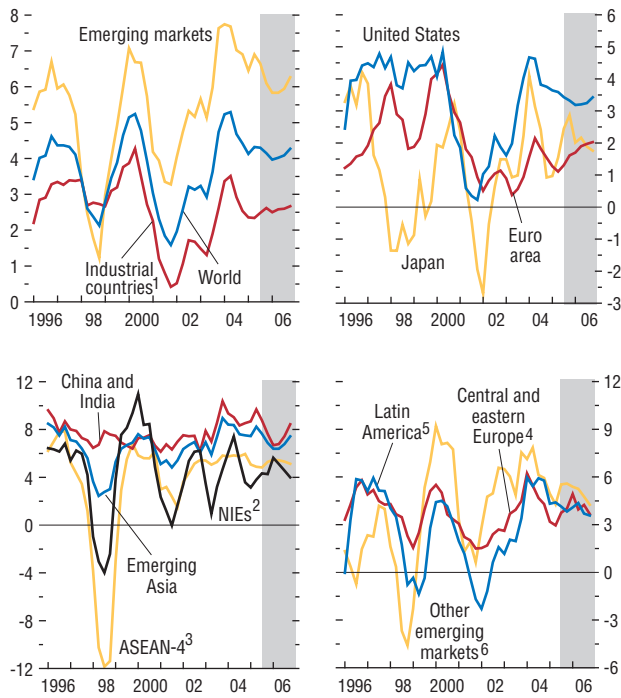 8
7
6
5
4
3
2
1
0
Emerging markets
Industrial
countries1
World
1996
98
2000
02
04
06
6
5
4
3
2
1
0
-1
-2
-3
United States
Japan
Euro
area
1996
98
2000
02
04
06
12
8
4
0
-4
-8
-12
China and
India
NIEs2
Emerging
Asia
ASEAN-43
1996
98
2000
02
04
06
12
9
6
3
0
-3
-6
Latin
America5
Central and
eastern
Europe4
Other
emerging
markets6
1996
98
2000
02
04
06